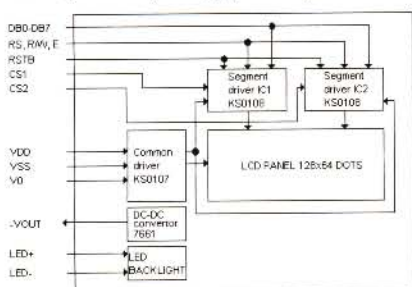 DB0-DB7
RS, R/W, E
RSTB
CS1
CS2
Segment
driver IC1
KS0108
Segment
driver IC2
KS0108
VDD
VSS
V0
Common
driver
KS0107
LCD PANEL 128x64 DOTS
-VOUT
DC-DC
convertor
7661
LED+
LED-
LED
BACKLIGHT